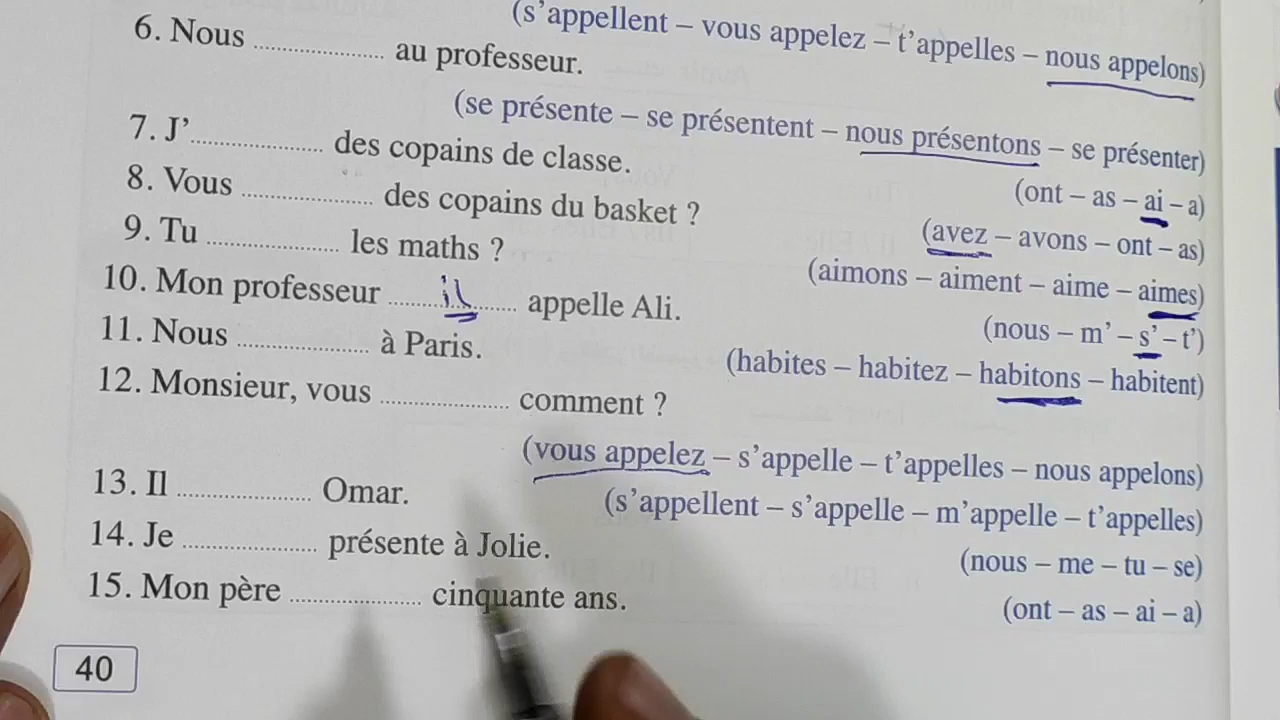 (s'appellent – vous appelez – t'appelles – nous appelons)
6. Nous .................... au professeur.
(se présente – se présentent – nous présentons – se présenter)
7. J'.................... des copains de classe.
(ont – as – ai – a)
8. Vous .................... des copains du basket ?
(avez – avons – ont – as)
9. Tu .................... les maths ?
(aimons – aiment – aime – aimes)
10. Mon professeur ........il........ appelle Ali.
(nous – m' – s' – t')
11. Nous .................... à Paris.
(habites – habitez – habitons – habitent)
12. Monsieur, vous .................... comment ?
(vous appelez – s'appelle – t'appelles – nous appelons)
13. Il .................... Omar.
(s'appellent – s'appelle – m'appelle – t'appelles)
14. Je .................... présente à Jolie.
(nous – me – tu – se)
15. Mon père .................... cinquante ans.
(ont – as – ai – a)
40